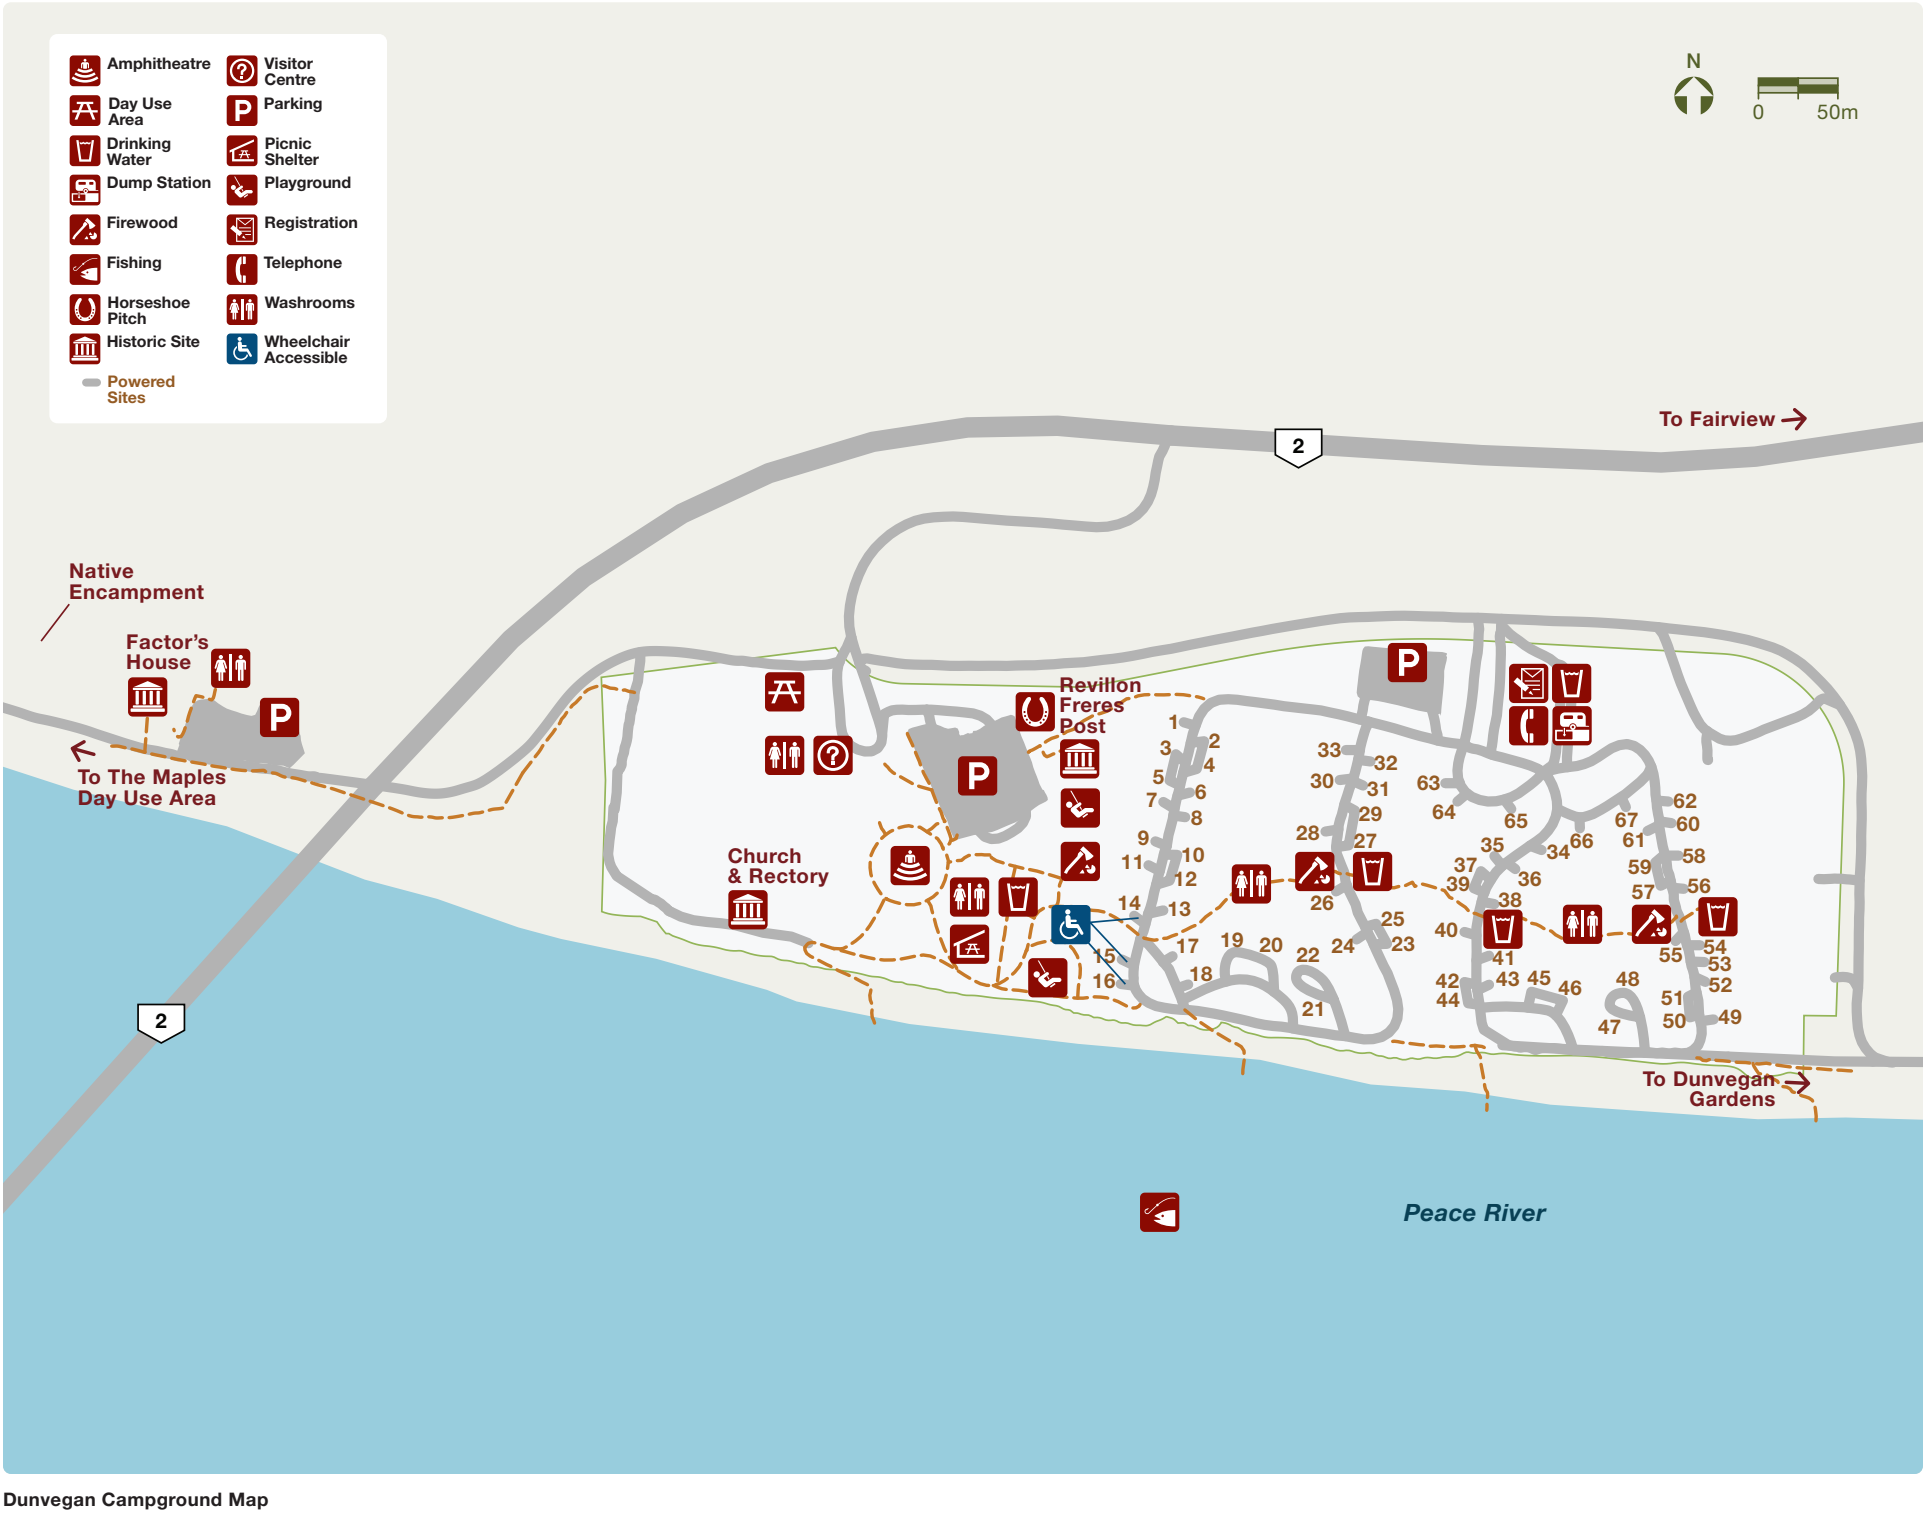 Amphitheatre
Day Use
Area
Drinking
Water
Dump Station
Firewood
Fishing
Horseshoe
Pitch
Historic Site
Powered
Sites
Visitor
Centre
P Parking
Picnic
Shelter
Playground
Registration
Telephone
Washrooms
Wheelchair
Accessible
N
0 50m
To Fairview
2
Native
Encampment
Factor's
House
P
To The Maples
Day Use Area
2
Church
& Rectory
P
Revillon
Freres
Post
P
1
2
3
4
5
6
7
8
9
10
11
12
13
14
15
16
17
18
19
20
21
22
23
24
25
26
27
28
29
30
31
32
33
34
35
36
37
38
39
40
41
42
43
44
45
46
47
48
49
50
51
52
53
54
55
56
57
58
59
60
61
62
63
64
65
66
67
To Dunvegan
Gardens
Peace River
Dunvegan Campground Map